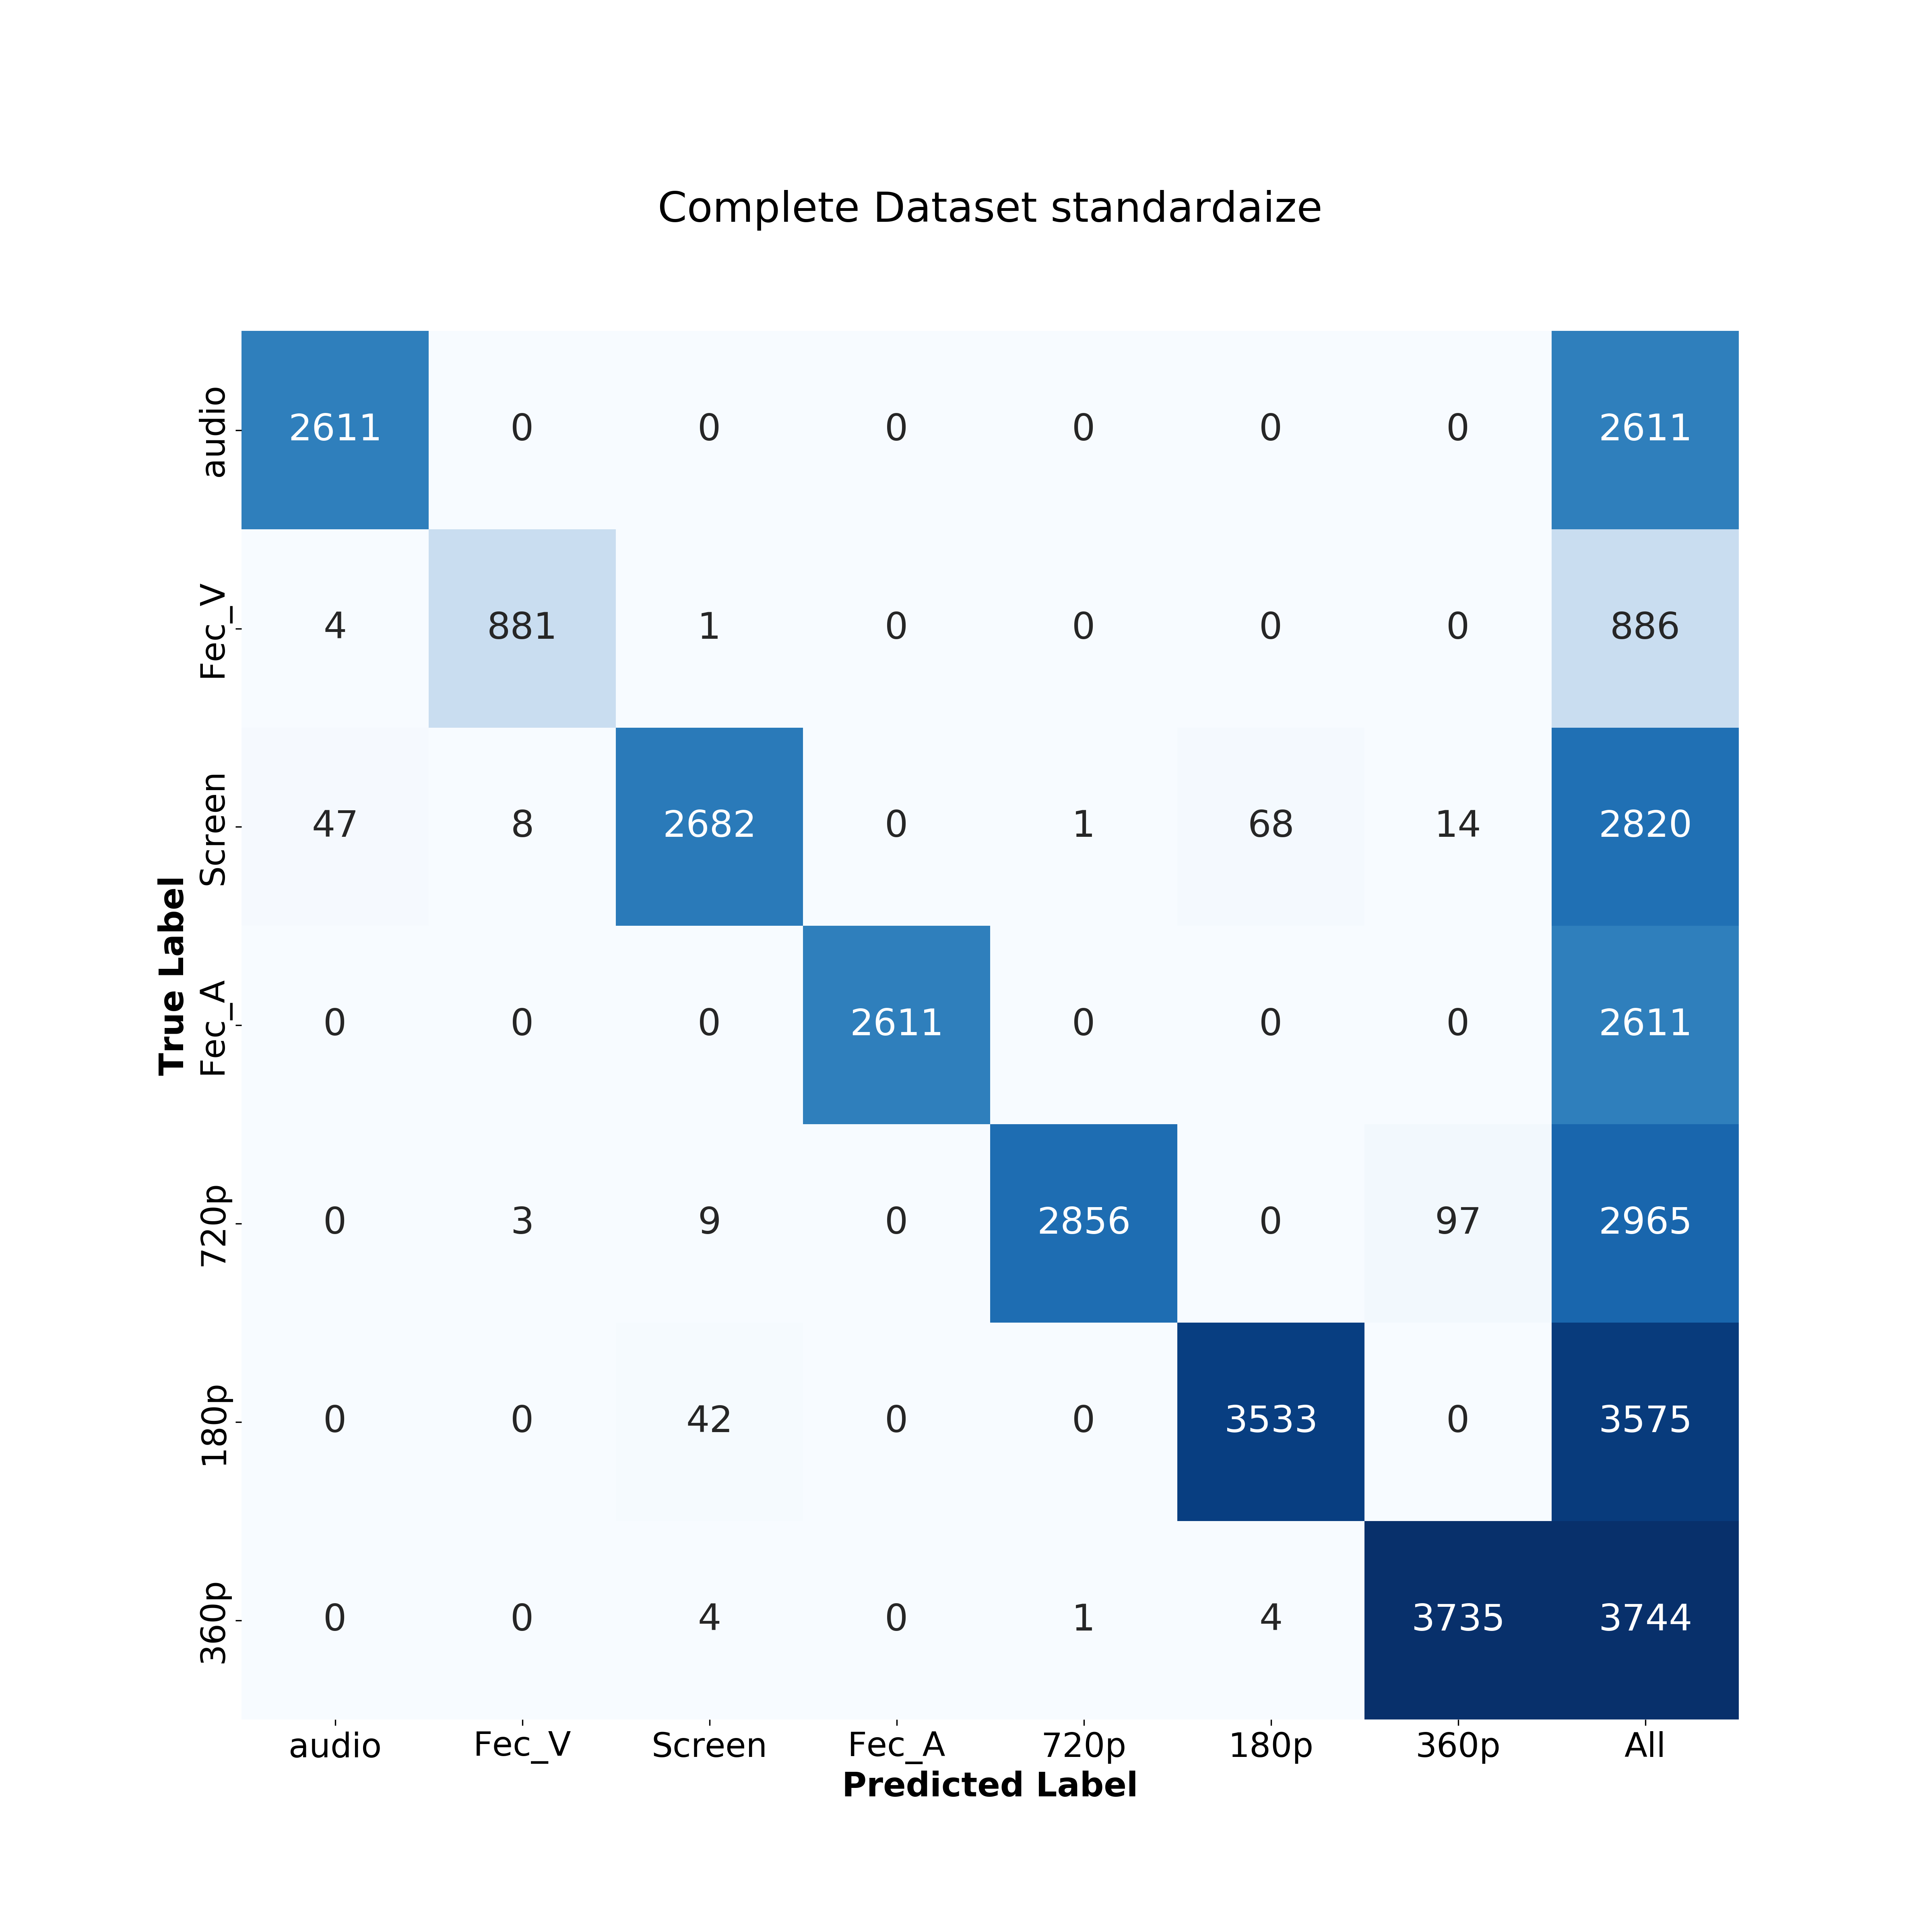 Complete Dataset standardaize
audio 2611 0 0 0 0 0 0 2611
Fec_V 4 881 1 0 0 0 0 886
Screen 47 8 2682 0 1 68 14 2820
Fec_A 0 0 0 2611 0 0 0 2611
720p 0 3 9 0 2856 0 97 2965
180p 0 0 42 0 0 3533 0 3575
360p 0 0 4 0 1 4 3735 3744
True Label
audio Fec_V Screen Fec_A 720p 180p 360p All
Predicted Label